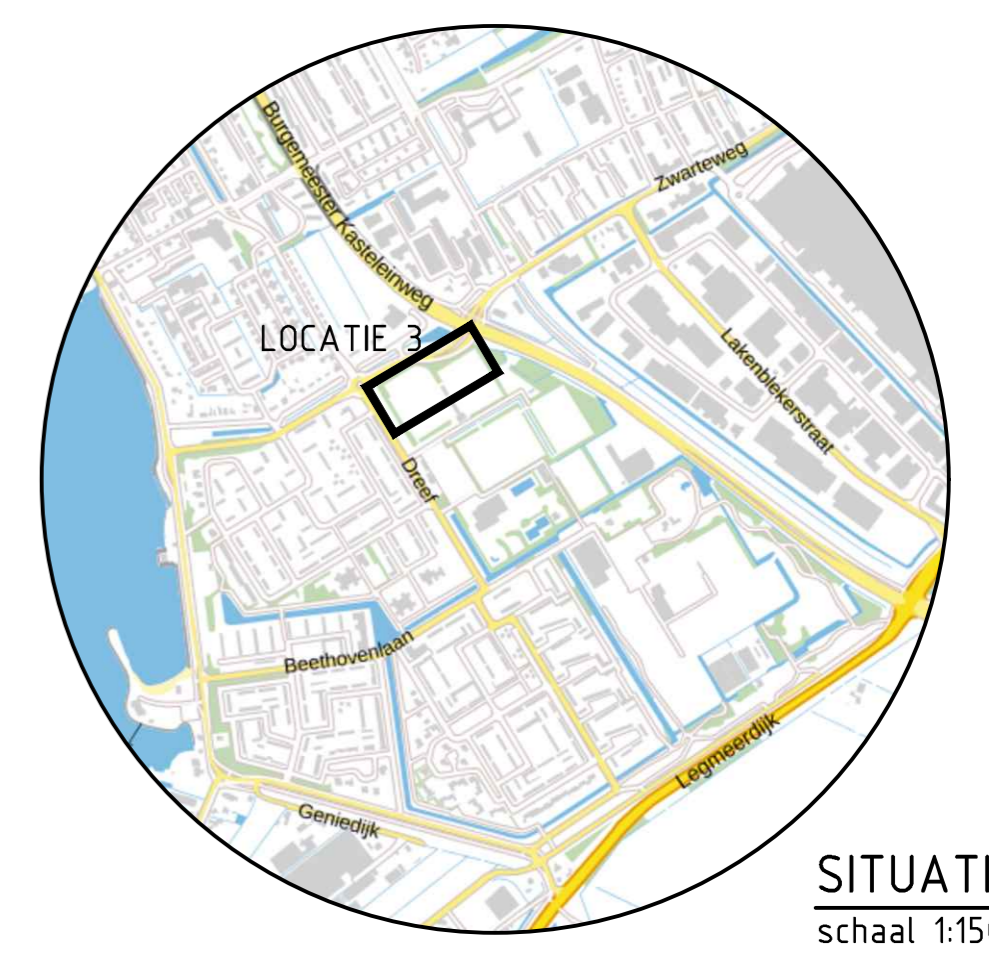 Burgemeester Kasteleinweg
Zwarteweg
LOCATIE 3
Lakenblekerstraat
Dreef
Beethovenlaan
Legmeerdijk
Geniedijk
SITUATI
schaal 1:15